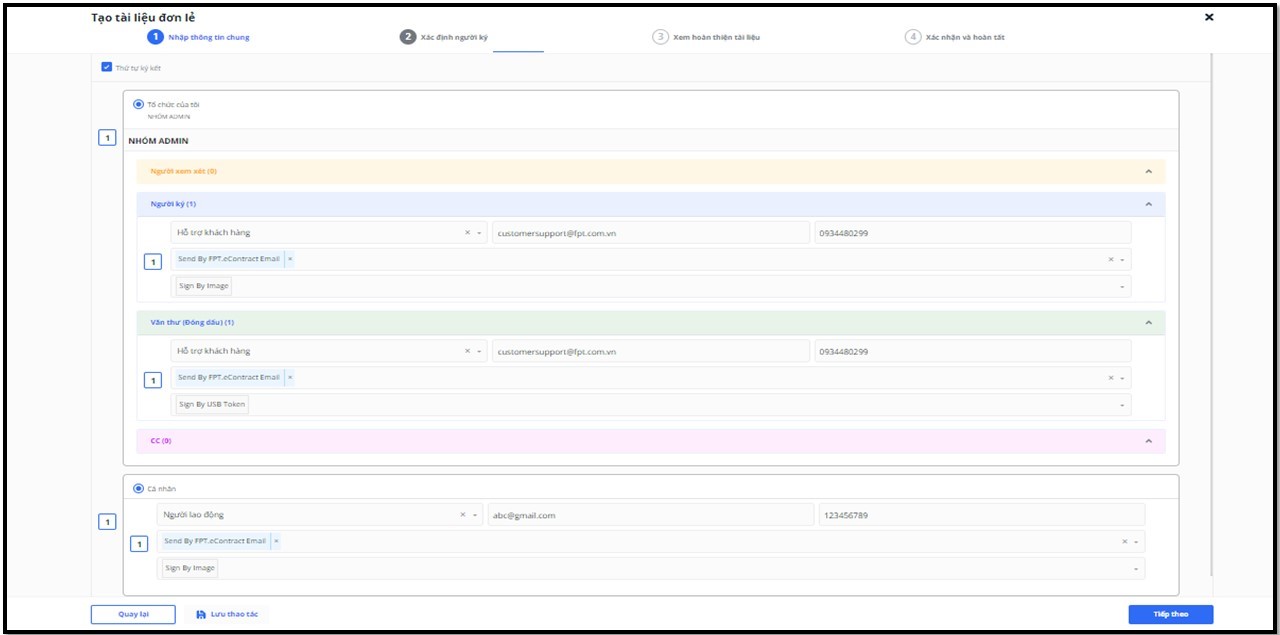 Tạo tài liệu đơn lẻ
1 Nhập thông tin chung 2 Xác định người ký 3 Xem hoàn thiện tài liệu 4 Xác nhận và hoàn tất
Thứ tự ký kết
Tổ chức của tôi
NHÓM ADMIN
1
NHÓM ADMIN
Người xem xét (0)
Người ký (1)
Hỗ trợ khách hàng × customersupport@fpt.com.vn 0934480299
1 Send By FPT.eContract Email × ×
Sign By Image
Văn thư (Đóng dấu) (1)
Hỗ trợ khách hàng × customersupport@fpt.com.vn 0934480299
1 Send By FPT.eContract Email × ×
Sign By USB Token
CC (0)
Cá nhân
1
Người lao động × abc@gmail.com 123456789
1 Send By FPT.eContract Email × ×
Sign By Image
Quay lại Lưu thao tác Tiếp theo